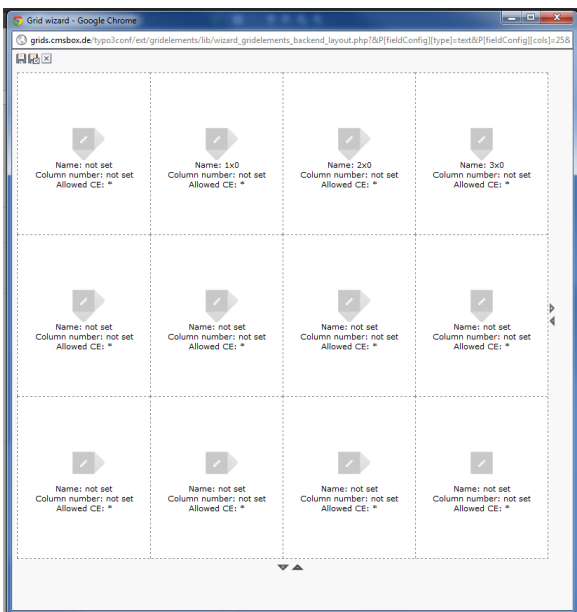 Grid wizard - Google Chrome
grids.cmsbox.de/typo3conf/ext/gridelements/lib/wizard_gridelements_backend_layout.php?&P[fieldConfig][type]=text&P[fieldConfig][cols]=25&
Name: not set Name: 1x0 Name: 2x0 Name: 3x0
Column number: not set Column number: not set Column number: not set Column number: not set
Allowed CE: * Allowed CE: * Allowed CE: * Allowed CE: *
Name: not set Name: not set Name: not set Name: not set
Column number: not set Column number: not set Column number: not set Column number: not set
Allowed CE: * Allowed CE: * Allowed CE: * Allowed CE: *
Name: not set Name: not set Name: not set Name: not set
Column number: not set Column number: not set Column number: not set Column number: not set
Allowed CE: * Allowed CE: * Allowed CE: * Allowed CE: *